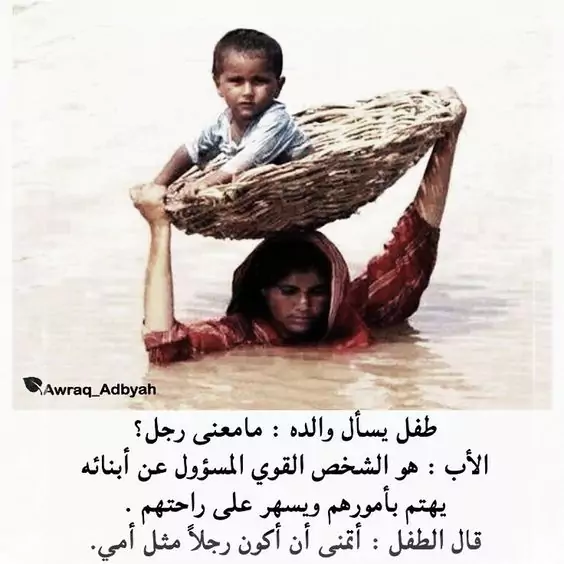 Awraq_Adbyah
طفل يسأل والده : مامعنى رجل؟
الأب : هو الشخص القوي المسؤول عن أبنائه
يهتم بأمورهم ويسهر على راحتهم .
قال الطفل : أتمنى أن أكون رجلاً مثل أمي.